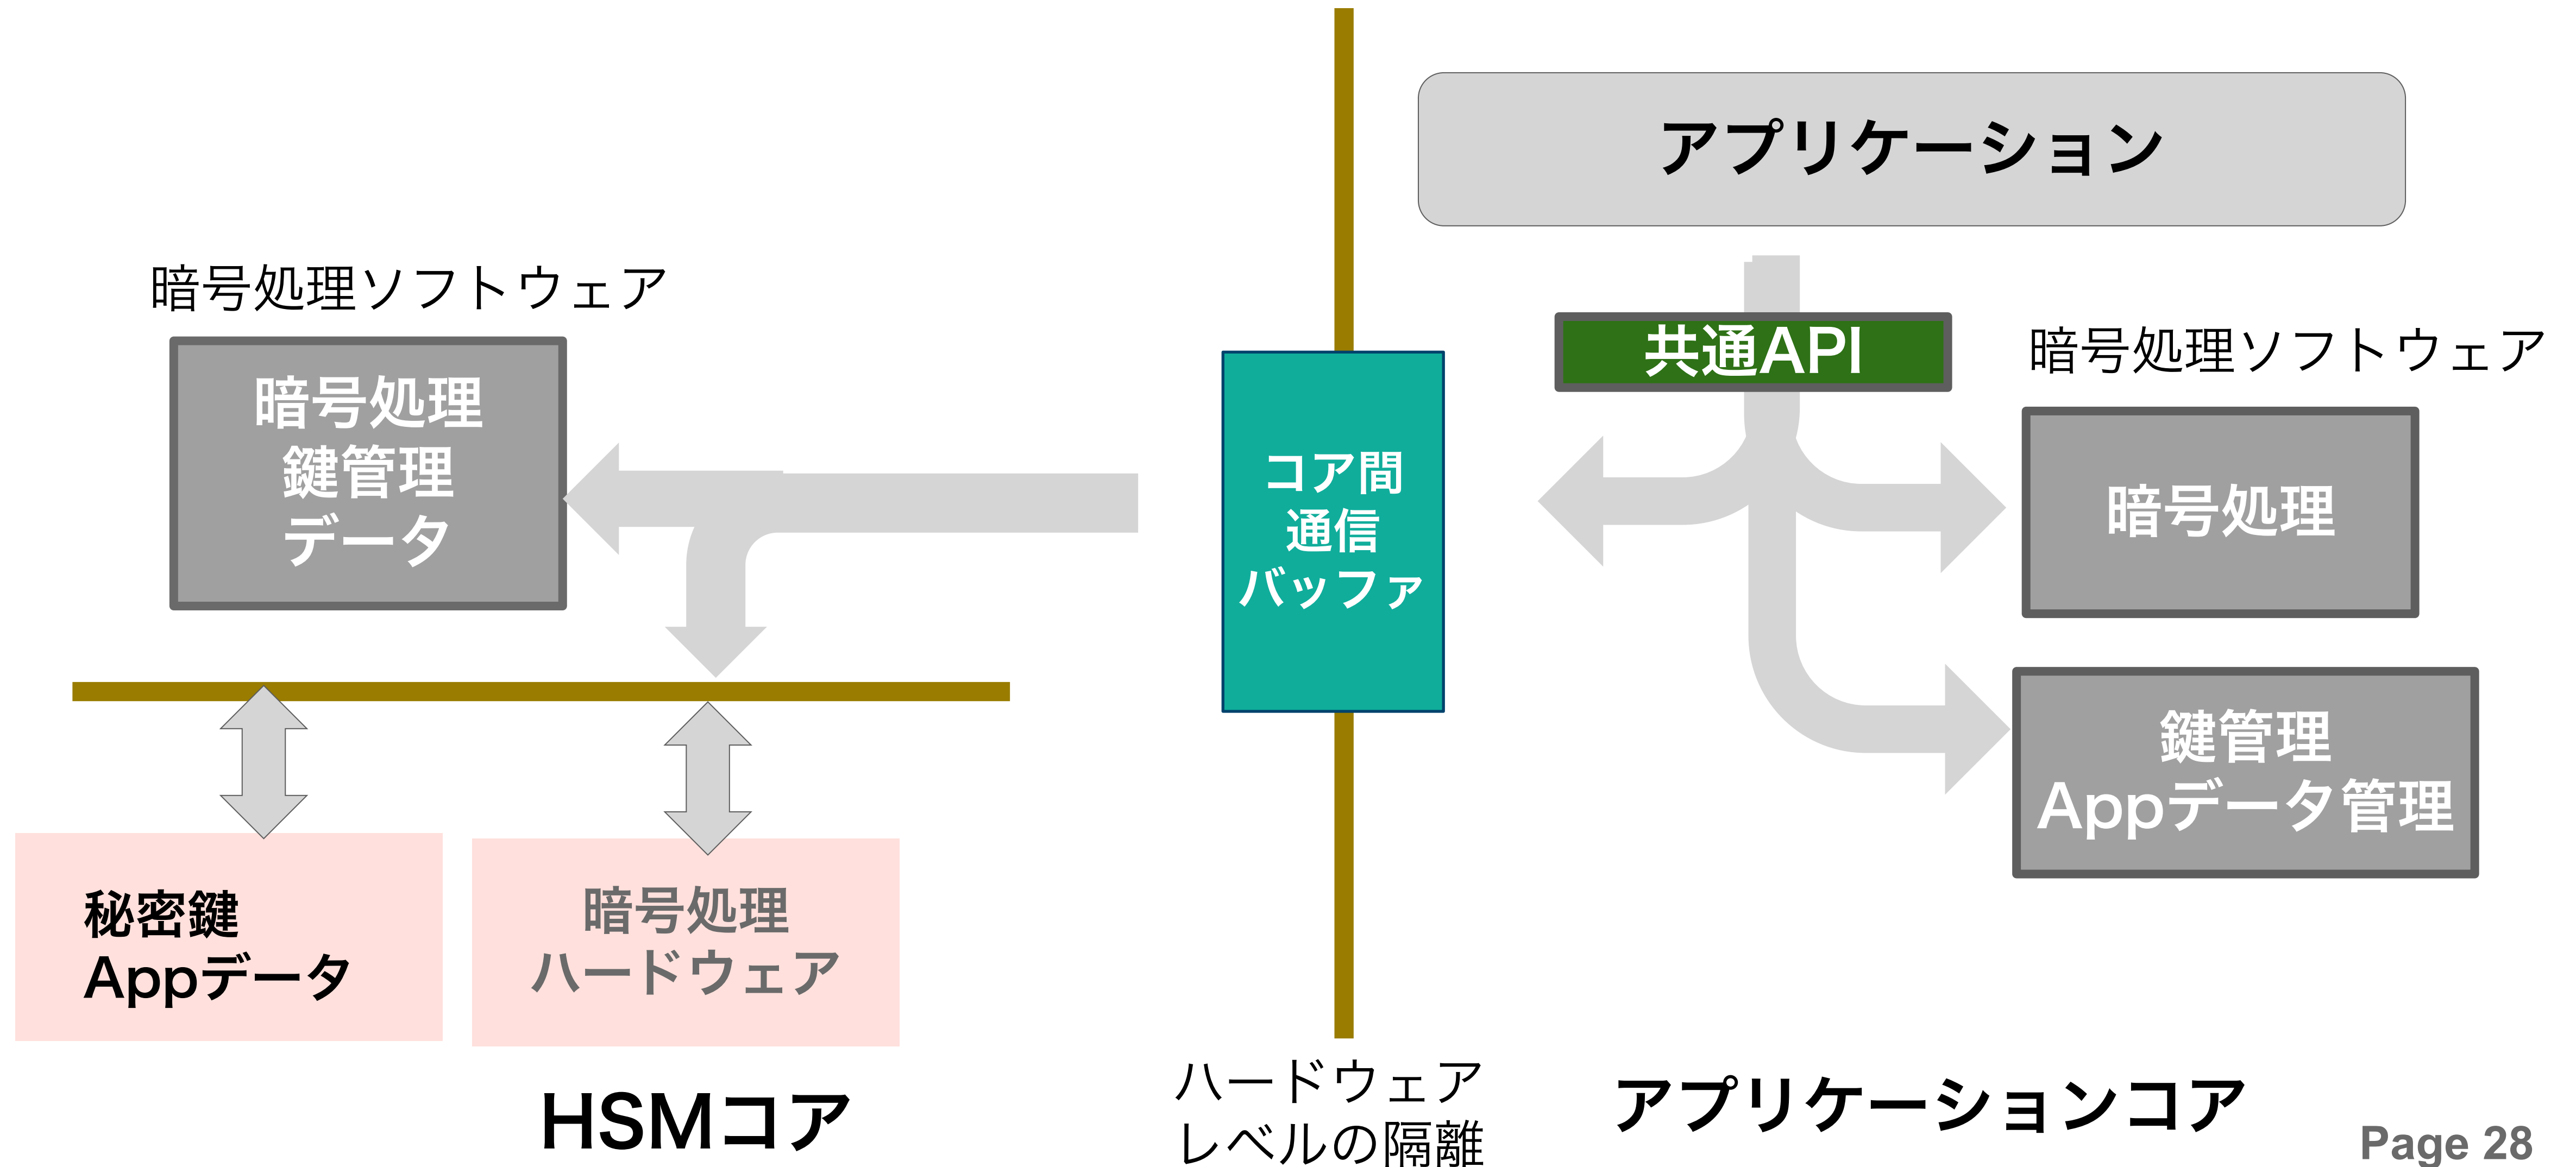 アプリケーション
暗号処理ソフトウェア
暗号処理
鍵管理
データ
コア間
通信
バッファ
共通API
暗号処理ソフトウェア
暗号処理
鍵管理
Appデータ管理
秘密鍵
Appデータ
暗号処理
ハードウェア
HSMコア
ハードウェア
レベルの隔離
アプリケーションコア
Page 28